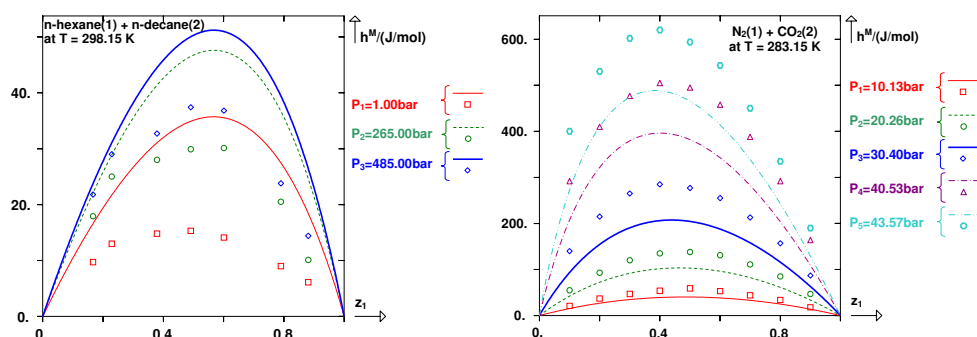 n-hexane(1) + n-decane(2)
at T = 298.15 K
h^M/(J/mol)
40.
20.
0.
0
0.4
0.8
z₁
P₁=1.00bar
P₂=265.00bar
P₃=485.00bar
N₂(1) + CO₂(2)
at T = 283.15 K
h^M/(J/mol)
600.
400.
200.
0.
0.
0.4
0.8
z₁
P₁=10.13bar
P₂=20.26bar
P₃=30.40bar
P₄=40.53bar
P₅=43.57bar